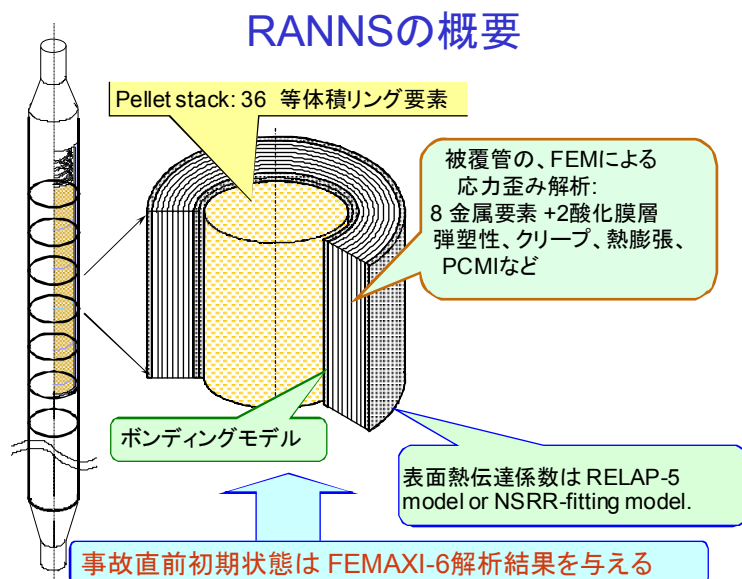 RANNSの概要
Pellet stack: 36 等体積リング要素
被覆管の、FEMによる
応力歪み解析:
8 金属要素 +2酸化膜層
弾塑性、クリープ、熱膨張、
PCMIなど
ボンディングモデル
表面熱伝達係数は RELAP-5
model or NSRR-fitting model.
事故直前初期状態は FEMAXI-6解析結果を与える